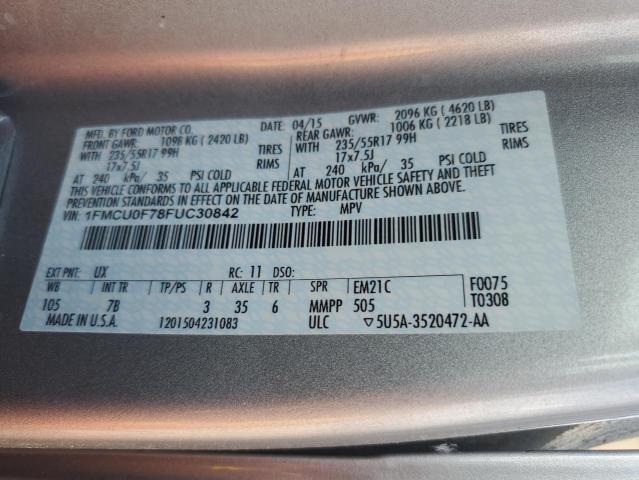 MFD. BY FORD MOTOR CO. DATE: 04/15 GVWR: 2096 KG ( 4620 LB)
FRONT GAWR: 1098 KG ( 2420 LB) REAR GAWR: 1006 KG ( 2218 LB)
WITH 235/55R17 99H TIRES WITH 235/55R17 99H TIRES
17x7.5J RIMS 17x7.5J RIMS
AT 240 kPa/ 35 PSI COLD AT 240 kPa/ 35 PSI COLD
THIS VEHICLE CONFORMS TO ALL APPLICABLE FEDERAL MOTOR VEHICLE SAFETY AND THEFT
PREVENTION STANDARDS IN EFFECT ON THE DATE OF MANUFACTURE SHOWN ABOVE.
VIN: 1FMCU0F78FUC30842 TYPE: MPV
EXT PNT: UX RC: 11 DSO:
WB INT TR TP/PS R AXLE TR SPR EM21C F0075
105 7B 3 35 6 MMPP 505 T0308
MADE IN U.S.A. 1201504231083 ULC ▽5U5A-3520472-AA